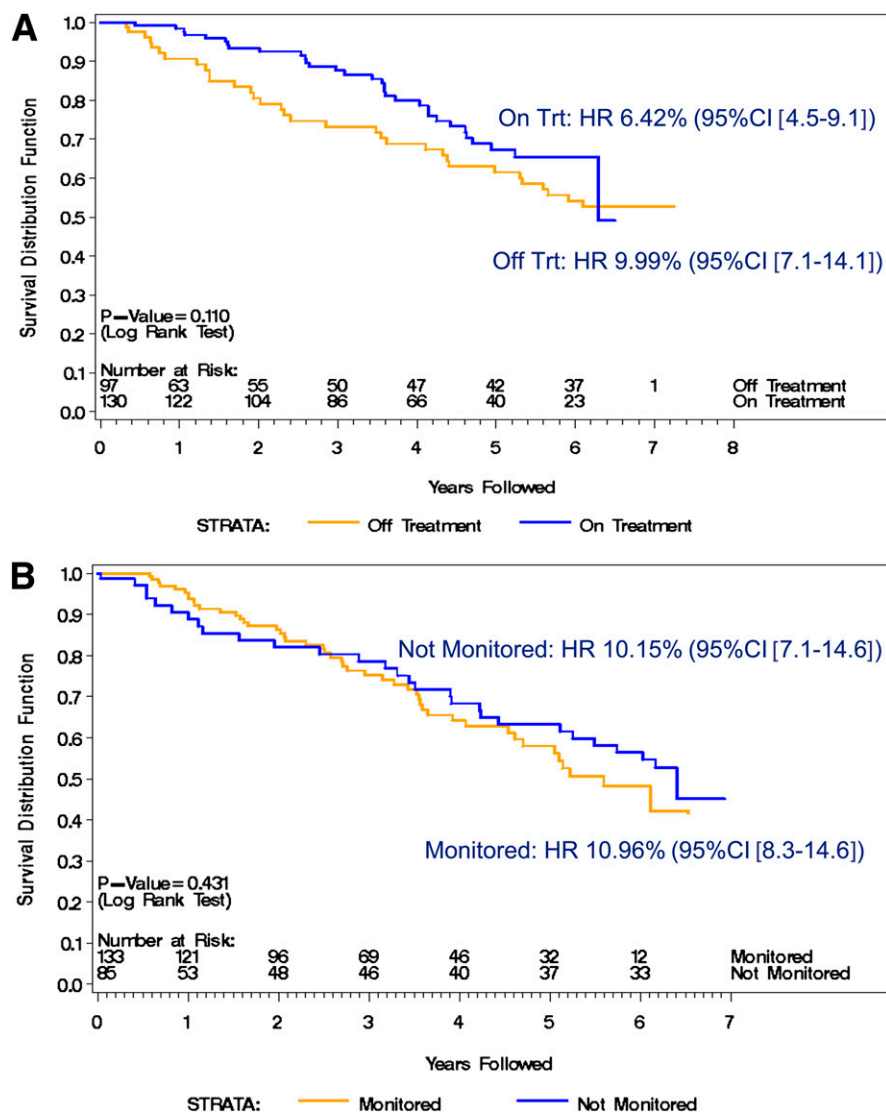 A
Survival Distribution Function
1.0
0.9
0.8
0.7
0.6
0.5
0.4
0.3
0.2
0.1
0.0
On Trt: HR 6.42% (95%CI [4.5-9.1])
Off Trt: HR 9.99% (95%CI [7.1-14.1])
P-Value=0.110
(Log Rank Test)
Number at Risk:
97 63 55 50 47 42 37 1 Off Treatment
130 122 104 86 66 40 23 On Treatment
0 1 2 3 4 5 6 7 8
Years Followed
STRATA: Off Treatment On Treatment
B
Survival Distribution Function
1.0
0.9
0.8
0.7
0.6
0.5
0.4
0.3
0.2
0.1
0.0
Not Monitored: HR 10.15% (95%CI [7.1-14.6])
Monitored: HR 10.96% (95%CI [8.3-14.6])
P-Value=0.431
(Log Rank Test)
Number at Risk:
133 121 96 69 46 32 12 Monitored
85 53 48 46 40 37 33 Not Monitored
0 1 2 3 4 5 6 7
Years Followed
STRATA: Monitored Not Monitored